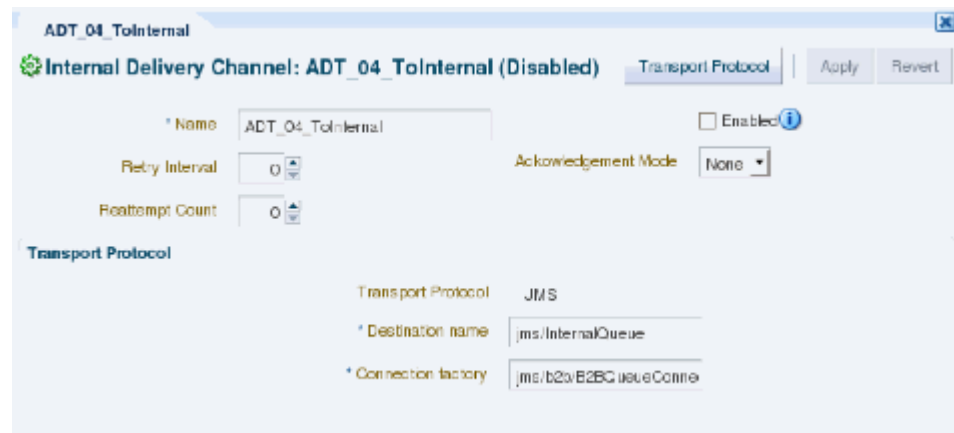 ADT_04_ToInternal
Internal Delivery Channel: ADT_04_ToInternal (Disabled) Transport Protocol Apply Revert
* Name ADT_04_ToInternal Enabled
Retry Interval 0 Ackowledgement Mode None
Reattempt Count 0
Transport Protocol
Transport Protocol JMS
* Destination name jms/InternalQueue
* Connection factory jms/b2b/B2BQueueConne